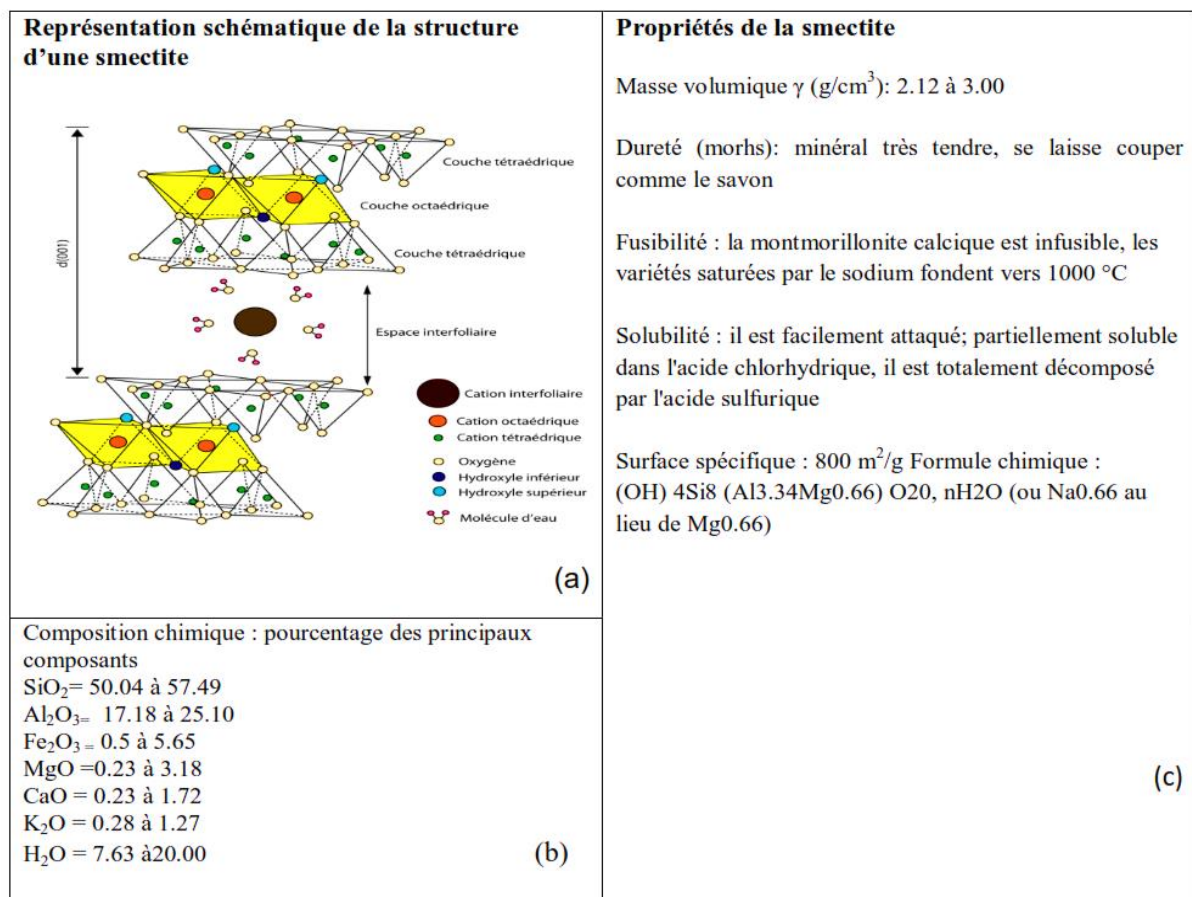 Représentation schématique de la structure
d'une smectite
d(001)
Couche tétraédrique
Couche octaédrique
Couche tétraédrique
Espace interfoliaire
Cation interfoliaire
Cation octaédrique
Cation tétraédrique
Oxygène
Hydroxyle inférieur
Hydroxyle supérieur
Molécule d'eau
(a)
Composition chimique : pourcentage des principaux
composants
SiO₂= 50.04 à 57.49
Al₂O₃= 17.18 à 25.10
Fe₂O₃ = 0.5 à 5.65
MgO =0.23 à 3.18
CaO = 0.23 à 1.72
K₂O = 0.28 à 1.27
H₂O = 7.63 à20.00
(b)
Propriétés de la smectite
Masse volumique γ (g/cm³): 2.12 à 3.00
Dureté (morhs): minéral très tendre, se laisse couper
comme le savon
Fusibilité : la montmorillonite calcique est infusible, les
variétés saturées par le sodium fondent vers 1000 °C
Solubilité : il est facilement attaqué; partiellement soluble
dans l'acide chlorhydrique, il est totalement décomposé
par l'acide sulfurique
Surface spécifique : 800 m²/g Formule chimique :
(OH) 4Si8 (Al3.34Mg0.66) O20, nH2O (ou Na0.66 au
lieu de Mg0.66)
(c)